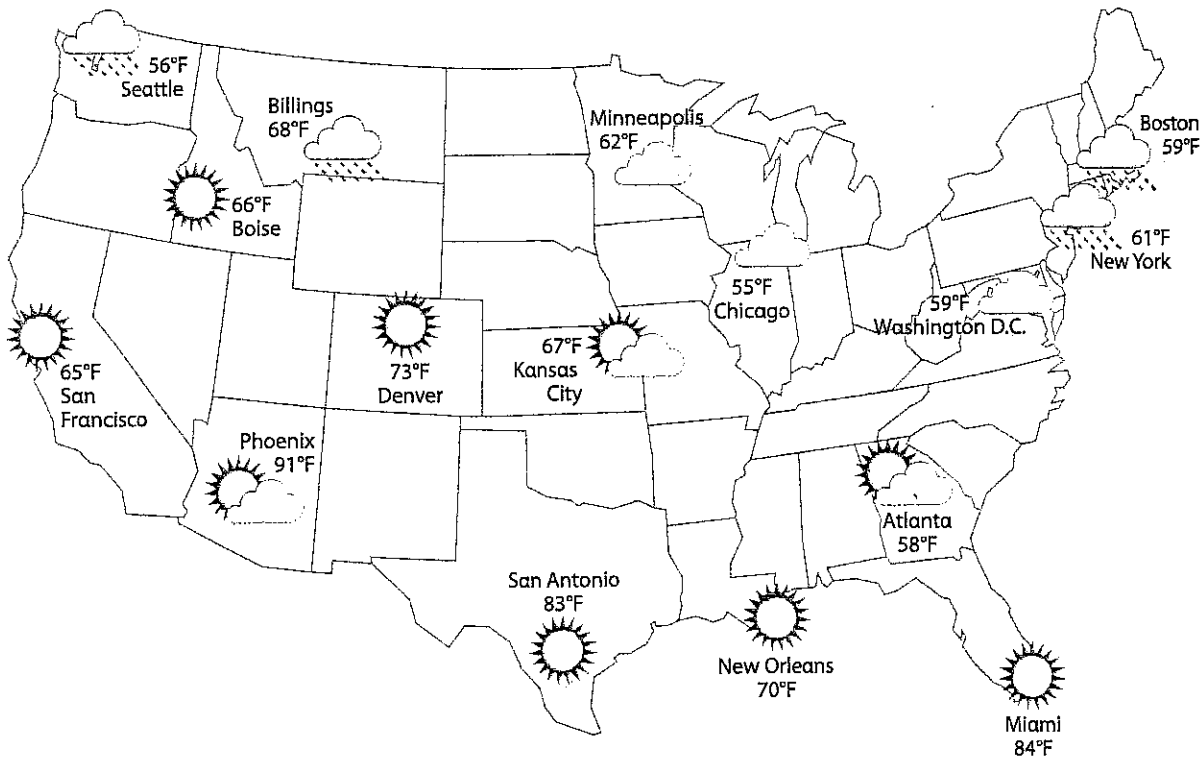 56°F
Seattle
Billings
68°F
Minneapolis
62°F
Boston
59°F
66°F
Boise
61°F
New York
55°F
Chicago
59°F
Washington D.C.
65°F
San
Francisco
73°F
Denver
67°F
Kansas
City
Phoenix
91°F
Atlanta
58°F
San Antonio
83°F
New Orleans
70°F
Miami
84°F